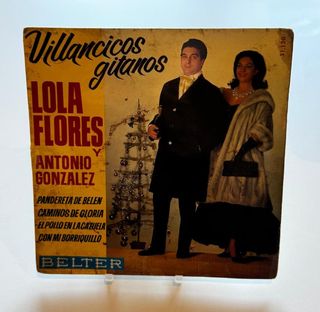 Villancicos
gitanos
LOLA
FLORES
Y
ANTONIO
GONZALEZ
PANDERETA DE BELEN
CAMINOS DE GLORIA
-EL POLLO EN LA CAZUELA
CON MI BORRIQUILLO
BELTER